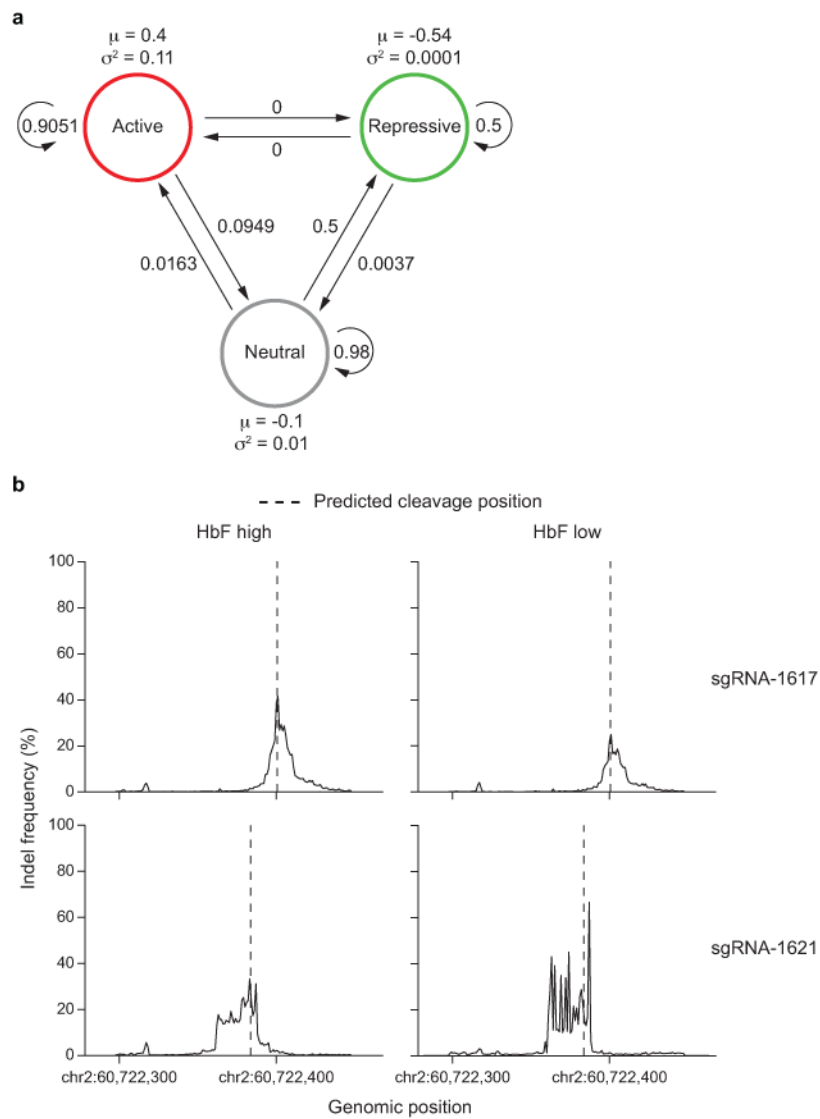 a
μ = 0.4
σ² = 0.11
μ = -0.54
σ² = 0.0001
0.9051
Active
0
0
Repressive
0.5
0.0163
0.0949
0.5
0.0037
Neutral
0.98
μ = -0.1
σ² = 0.01
b
Predicted cleavage position
HbF high
HbF low
Indel frequency (%)
100
80
60
40
20
0
sgRNA-1617
100
80
60
40
20
0
sgRNA-1621
chr2:60,722,300
chr2:60,722,400
chr2:60,722,300
chr2:60,722,400
Genomic position